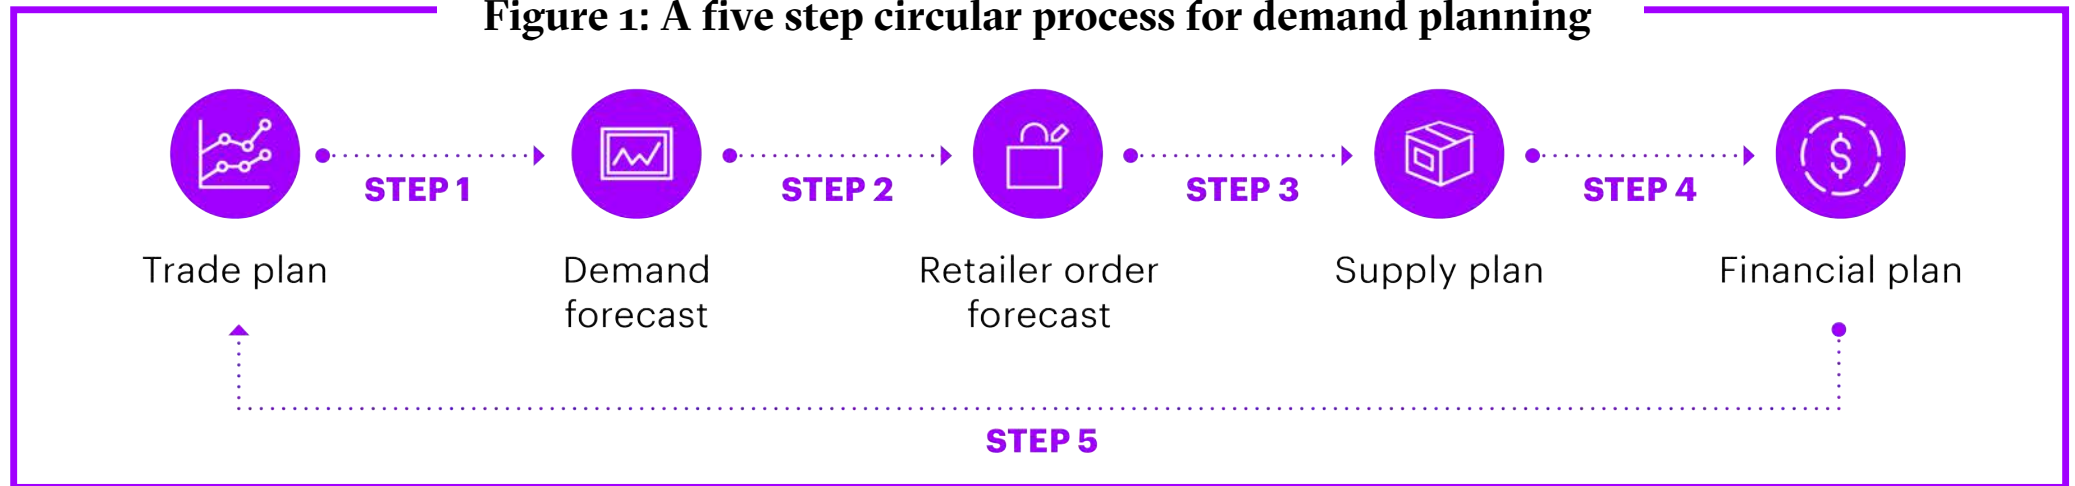 Figure 1: A five step circular process for demand planning
STEP 1
STEP 2
STEP 3
STEP 4
$
Trade plan
Demand
forecast
Retailer order
forecast
Supply plan
Financial plan
STEP 5